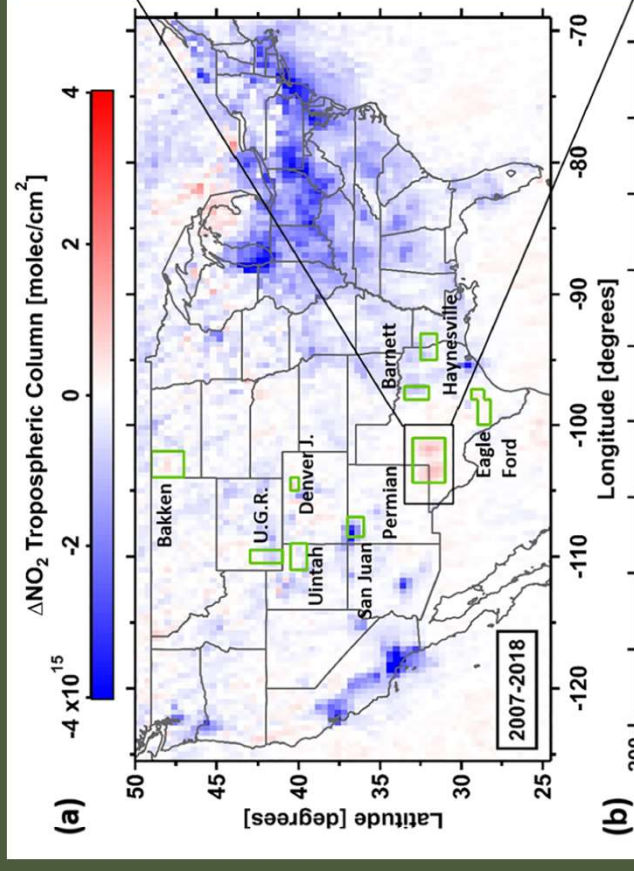 (a)
ΔNO₂ Tropospheric Column [molec/cm²]
-4 x10¹⁵
-2
0
2
4
50
45
40
35
30
25
Latitude [degrees]
Bakken
U.G.R.
Denver J.
Uintah
San Juan
Permian
Barnett
Haynesville
Eagle
Ford
2007-2018
-120
-110
-100
-90
-80
-70
Longitude [degrees]
(b)